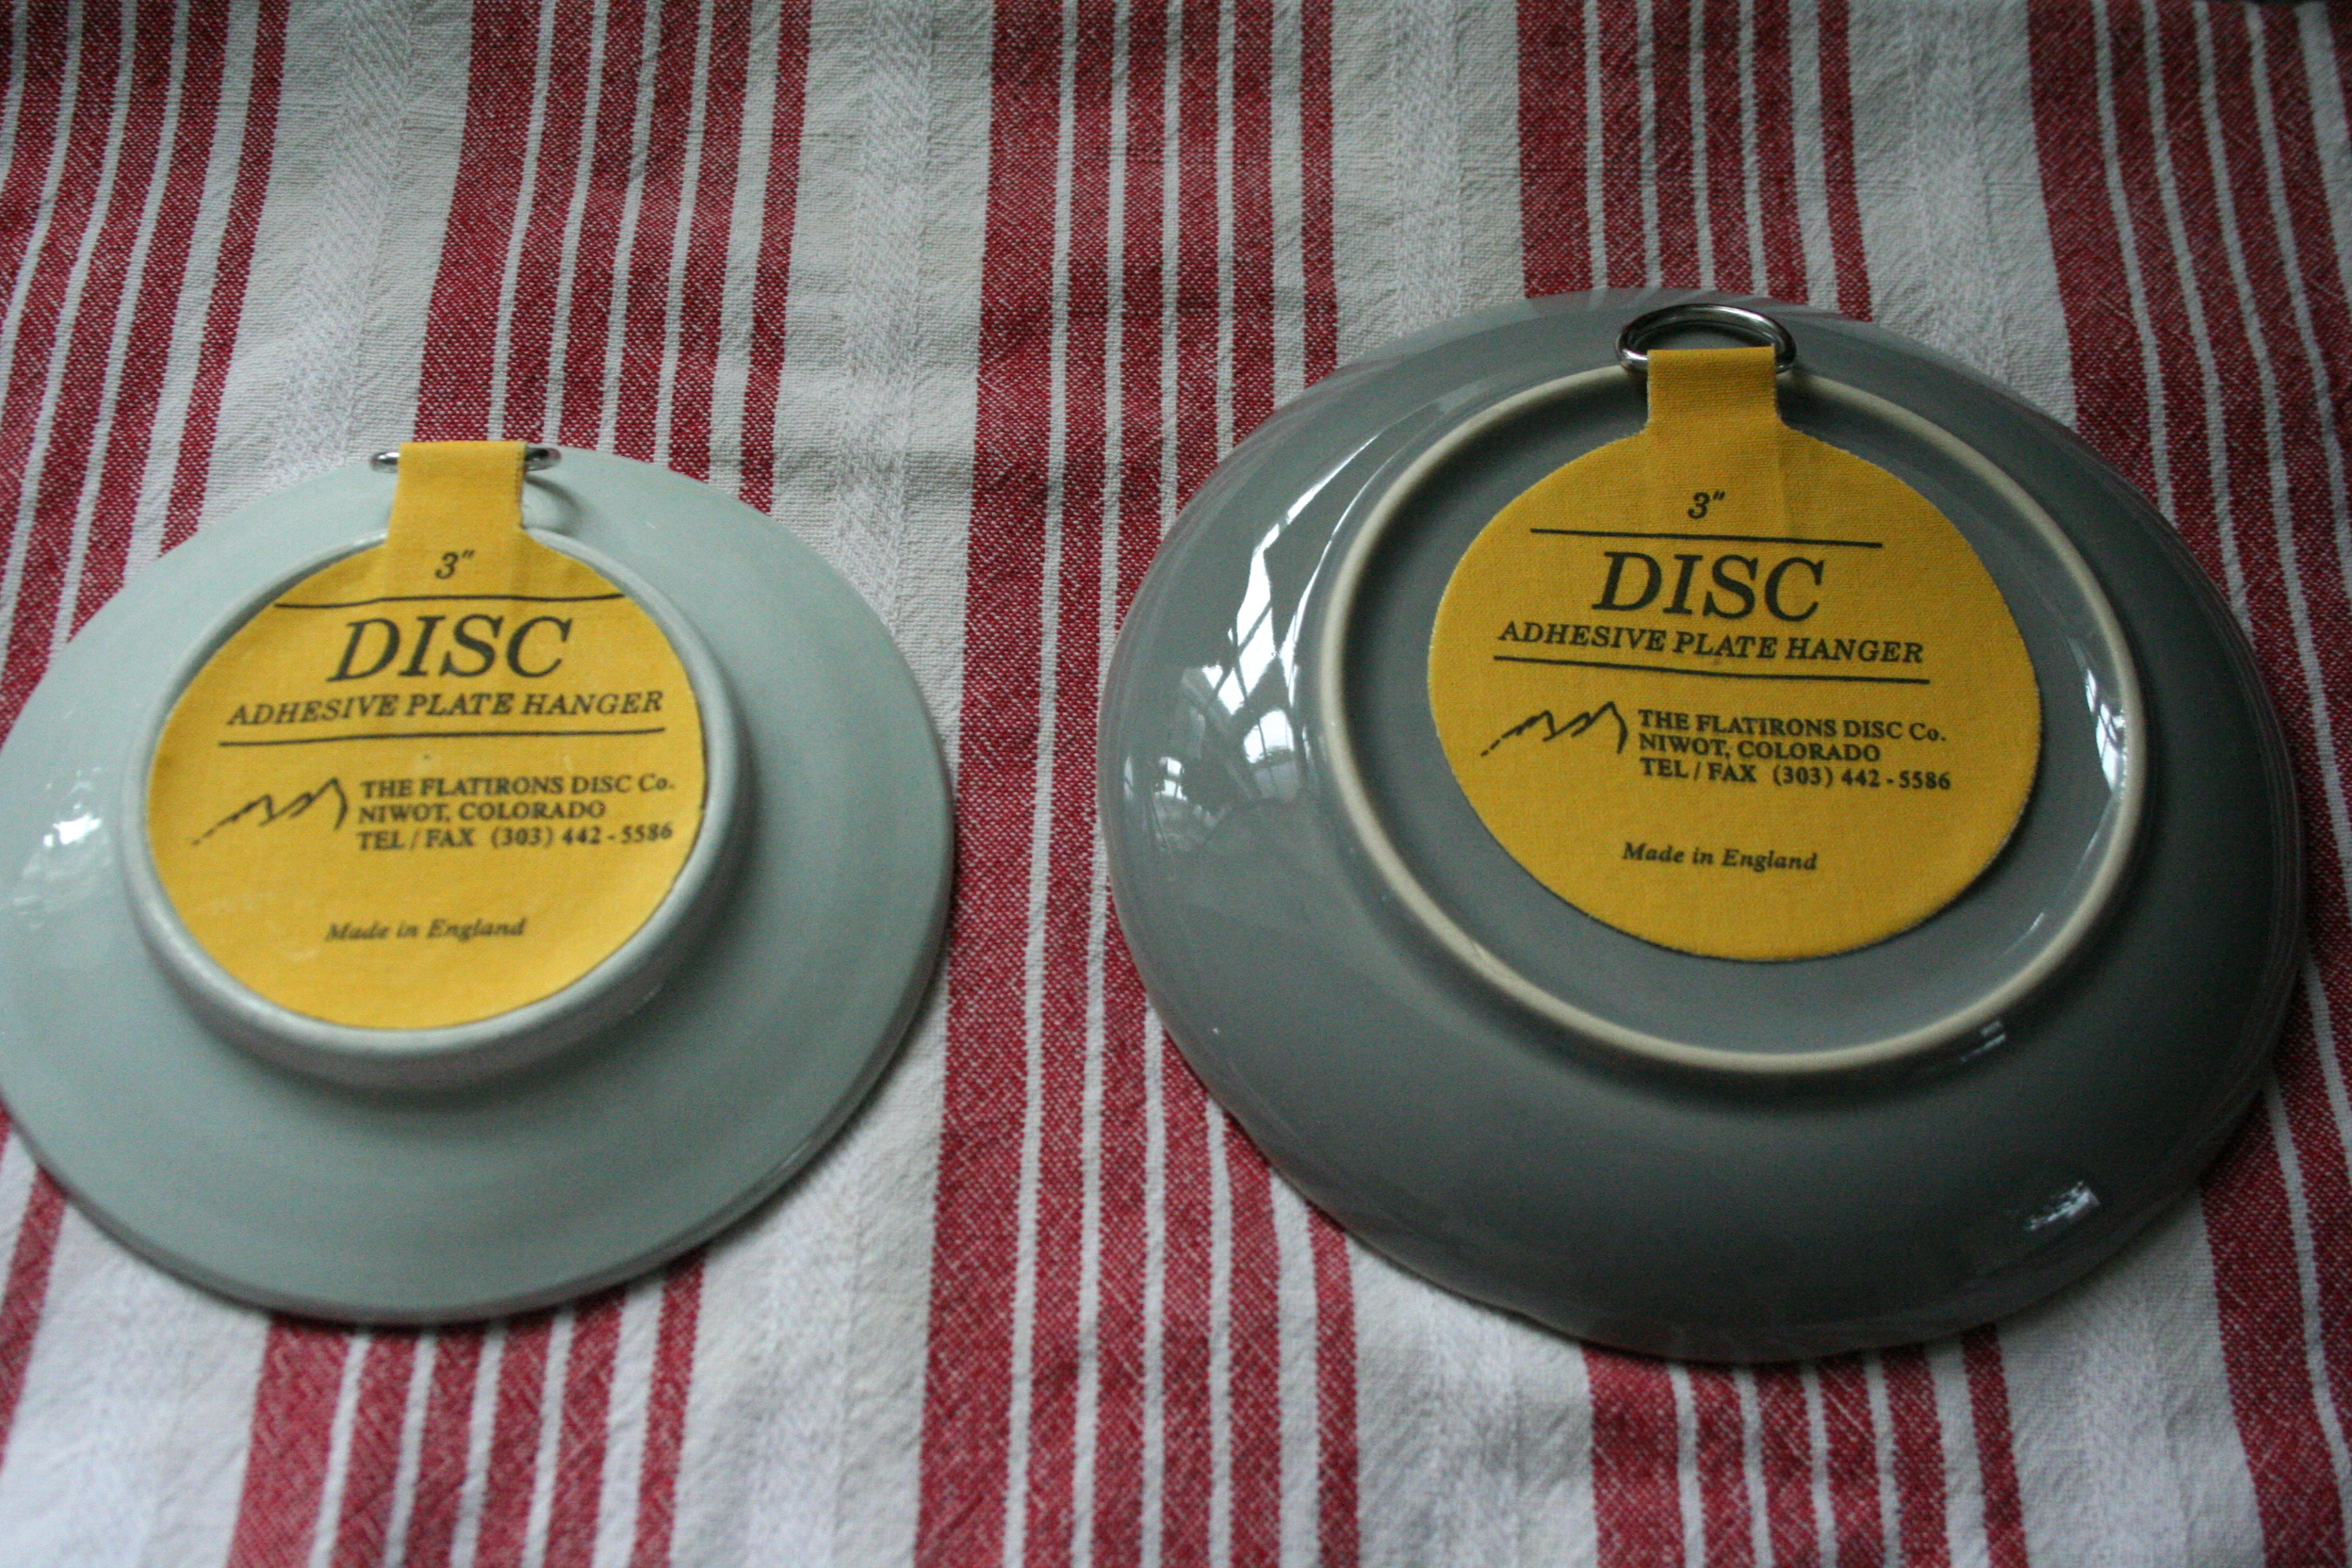 3"
DISC
ADHESIVE PLATE HANGER
THE FLATIRONS DISC Co.
NIWOT, COLORADO
TEL / FAX (303) 442 - 5586
Made in England
3"
DISC
ADHESIVE PLATE HANGER
THE FLATIRONS DISC Co.
NIWOT, COLORADO
TEL / FAX (303) 442 - 5586
Made in England